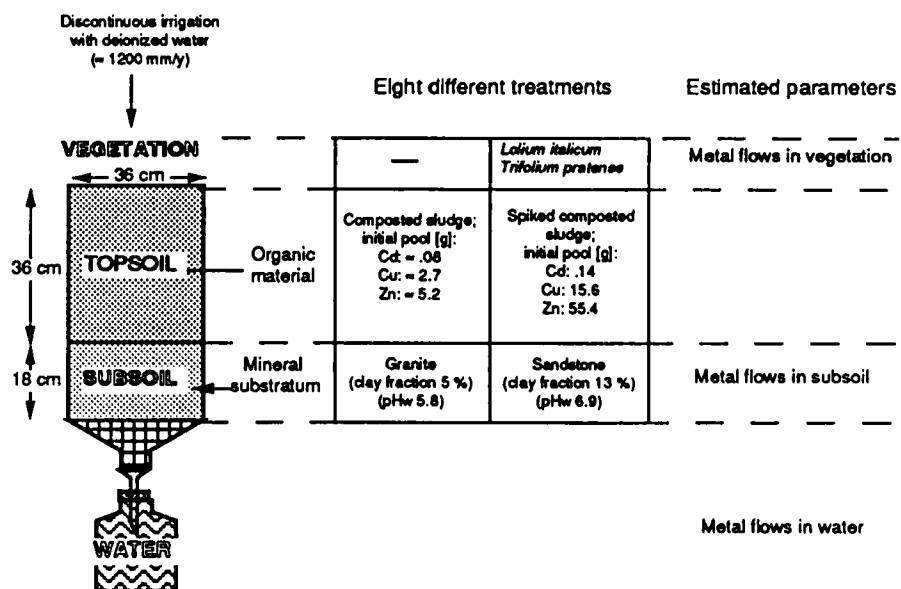 Discontinuous irrigation
with deionized water
(≈ 1200 mm/y)
Eight different treatments
Estimated parameters
VEGETATION
—
Lolium italicum
Trifolium pratense
Metal flows in vegetation
36 cm
36 cm
TOPSOIL
Organic
material
Composted sludge;
initial pool [g]:
Cd: ≈ .08
Cu: ≈ 2.7
Zn: ≈ 5.2
Spiked composted
sludge;
initial pool [g]:
Cd: .14
Cu: 15.6
Zn: 55.4
18 cm
SUBSOIL
Mineral
substratum
Granite
(clay fraction 5 %)
(pHw 5.8)
Sandstone
(clay fraction 13 %)
(pHw 6.9)
Metal flows in subsoil
WATER
Metal flows in water